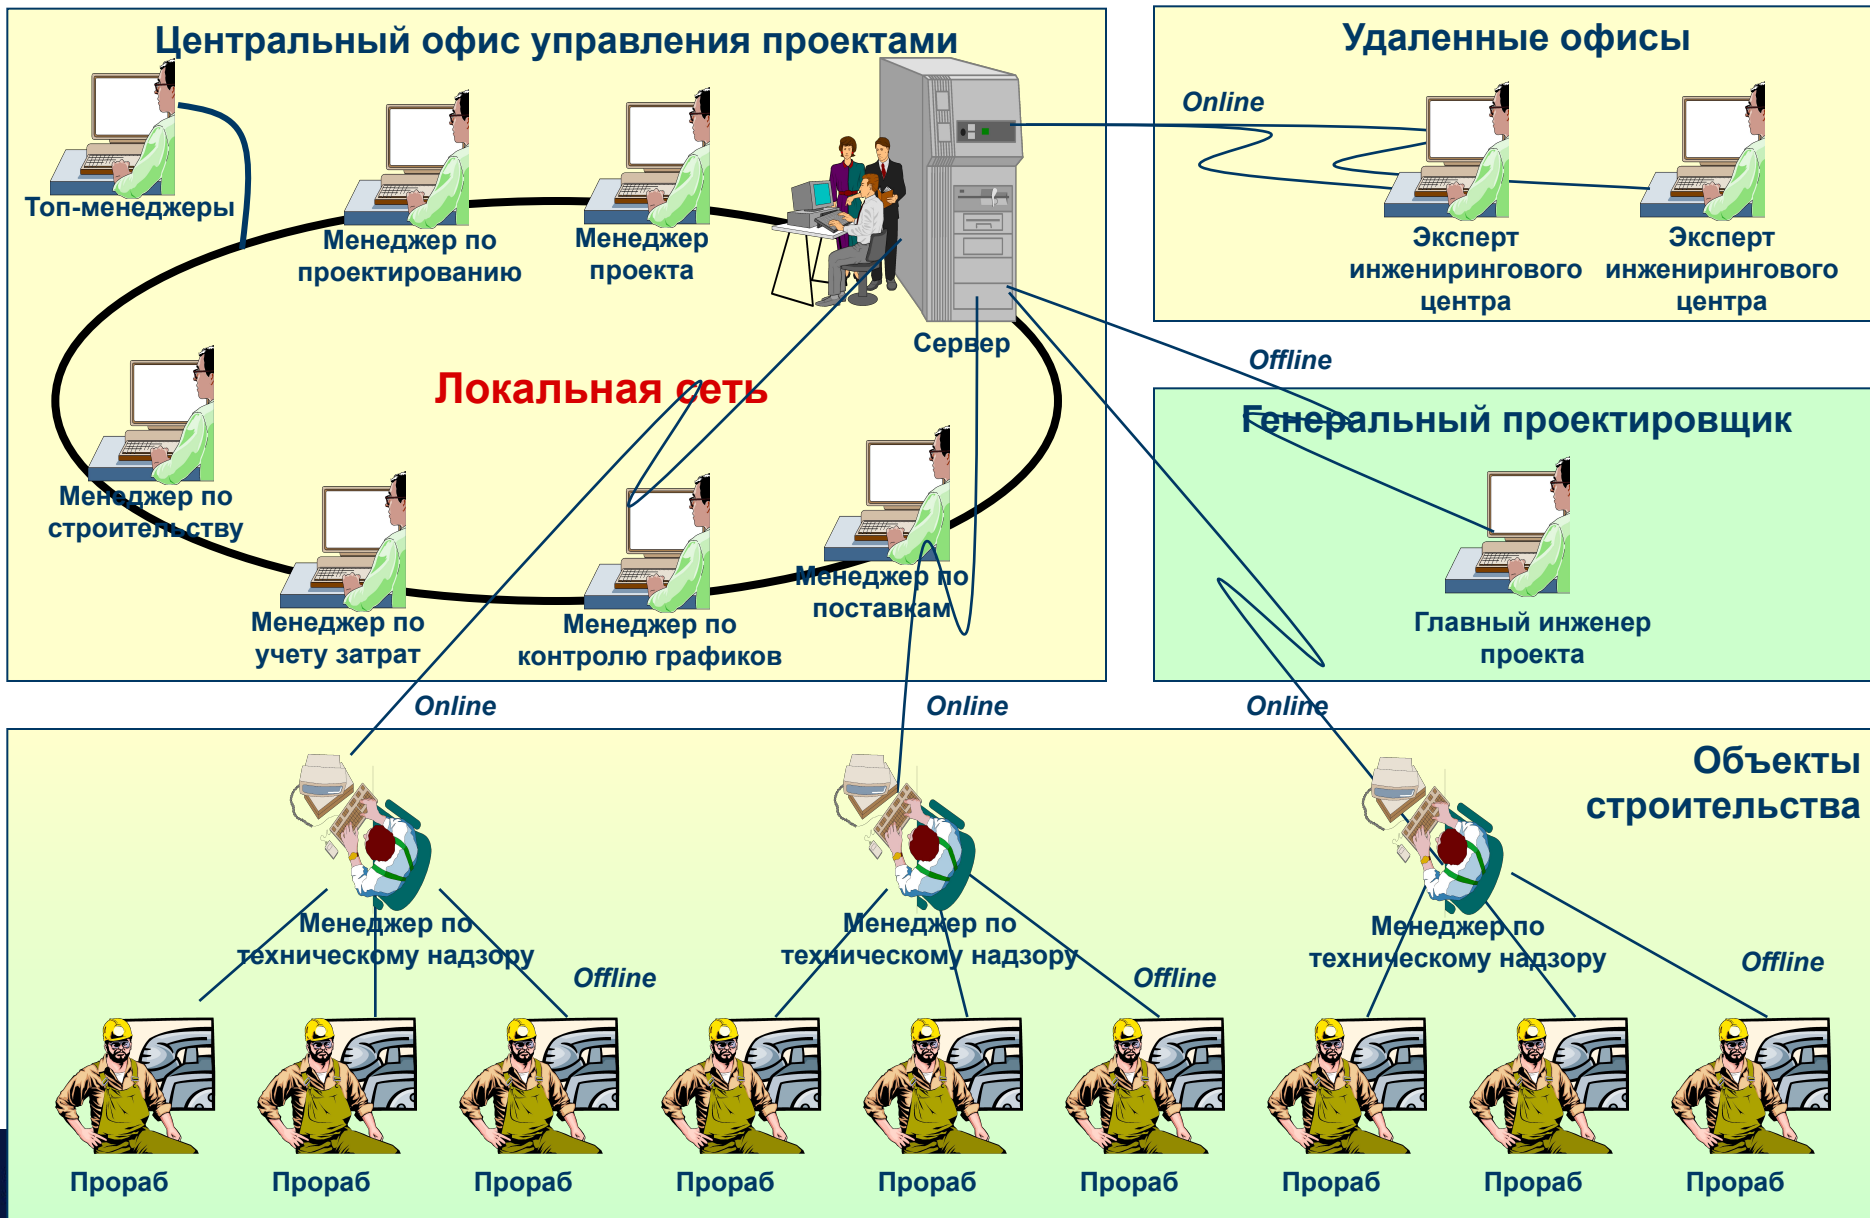 Центральный офис управления проектами
Топ-менеджеры
Менеджер по
проектированию
Менеджер
проекта
Сервер
Локальная сеть
Менеджер по
строительству
Менеджер по
учету затрат
Менеджер по
контролю графиков
Менеджер по
поставкам
Удаленные офисы
Online
Эксперт
инженирингового
центра
Эксперт
инженирингового
центра
Offline
Генеральный проектировщик
Главный инженер
проекта
Online
Online
Online
Объекты
строительства
Менеджер по
техническому надзору
Offline
Менеджер по
техническому надзору
Offline
Менеджер по
техническому надзору
Offline
Прораб
Прораб
Прораб
Прораб
Прораб
Прораб
Прораб
Прораб
Прораб